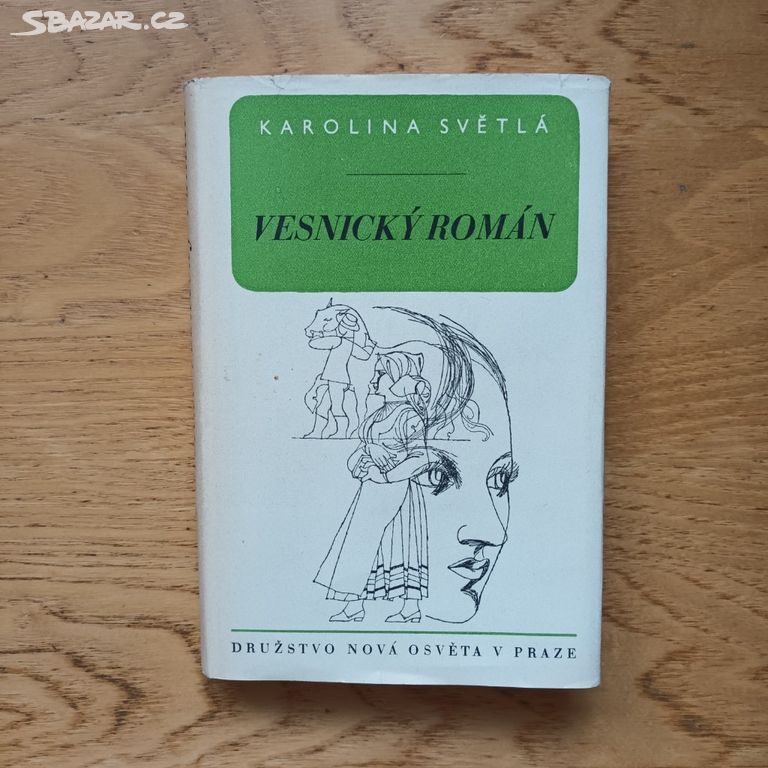 SBAZAR.CZ
KAROLINA SVĚTLÁ
VESNICKÝ ROMÁN
DRUŽSTVO NOVÁ OSVĚTA V PRAZE